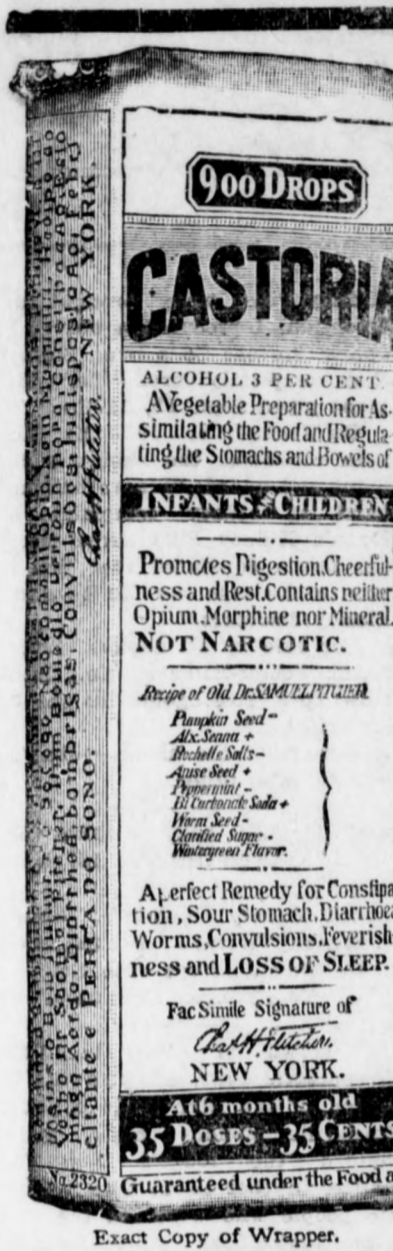 900 DROPS
CASTORIA
ALCOHOL 3 PER CENT.
A Vegetable Preparation for As-
similating the Food and Regula-
ting the Stomachs and Bowels of
INFANTS & CHILDREN
Promotes Digestion, Cheerful-
ness and Rest. Contains neither
Opium, Morphine nor Mineral.
NOT NARCOTIC.
Recipe of Old Dr. SAMUEL PITCHER
Pumpkin Seed -
Alx. Senna +
Rochelle Salts -
Anise Seed +
Peppermint -
Bi Carbonate Soda +
Worm Seed -
Clarified Sugar -
Wintergreen Flavor.
A perfect Remedy for Constipa
tion, Sour Stomach, Diarrhoea
Worms, Convulsions, Feverish
ness and LOSS OF SLEEP.
Fac Simile Signature of
Chas. H. Fletcher.
NEW YORK.
At 6 months old
35 DOSES - 35 CENTS
Guaranteed under the Food a
cliante e PERCA DO SONO.
Chas. H. Fletcher. NEW YORK.
No. 2320
Exact Copy of Wrapper.